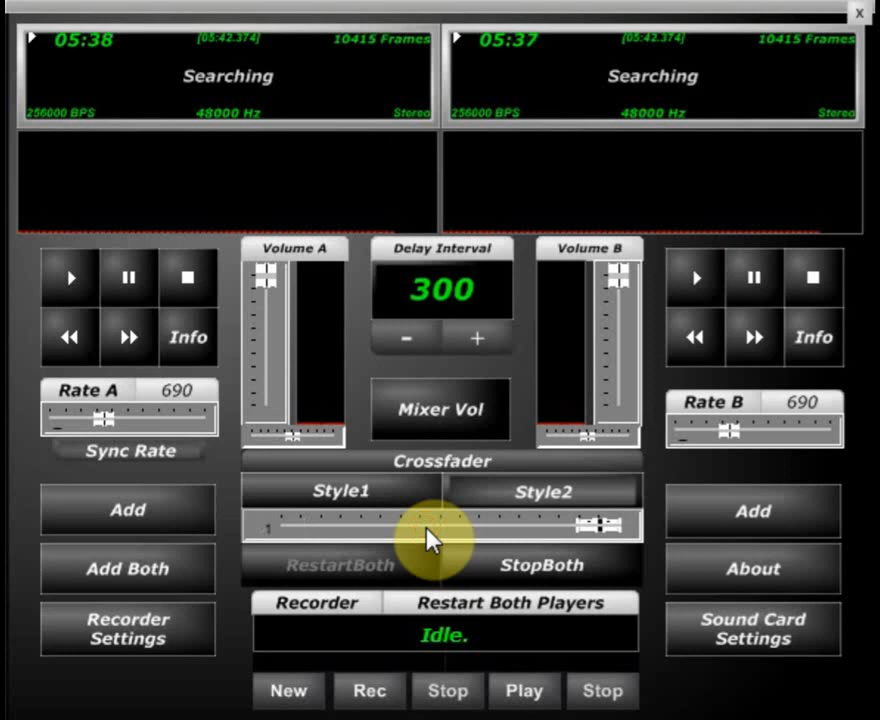 X
05:38 [05:42.374] 10415 Frames
Searching
256000 BPS 48000 Hz Stereo
05:37 [05:42.374] 10415 Frames
Searching
256000 BPS 48000 Hz Stereo
Volume A
Delay Interval
Volume B
300
- +
Info
Info
Rate A 690
Mixer Vol
Rate B 690
Sync Rate
Crossfader
Style1 Style2
-1
Add
Add
RestartBoth StopBoth
Add Both
About
Recorder
Settings
Recorder Restart Both Players
Idle.
Sound Card
Settings
New Rec Stop Play Stop